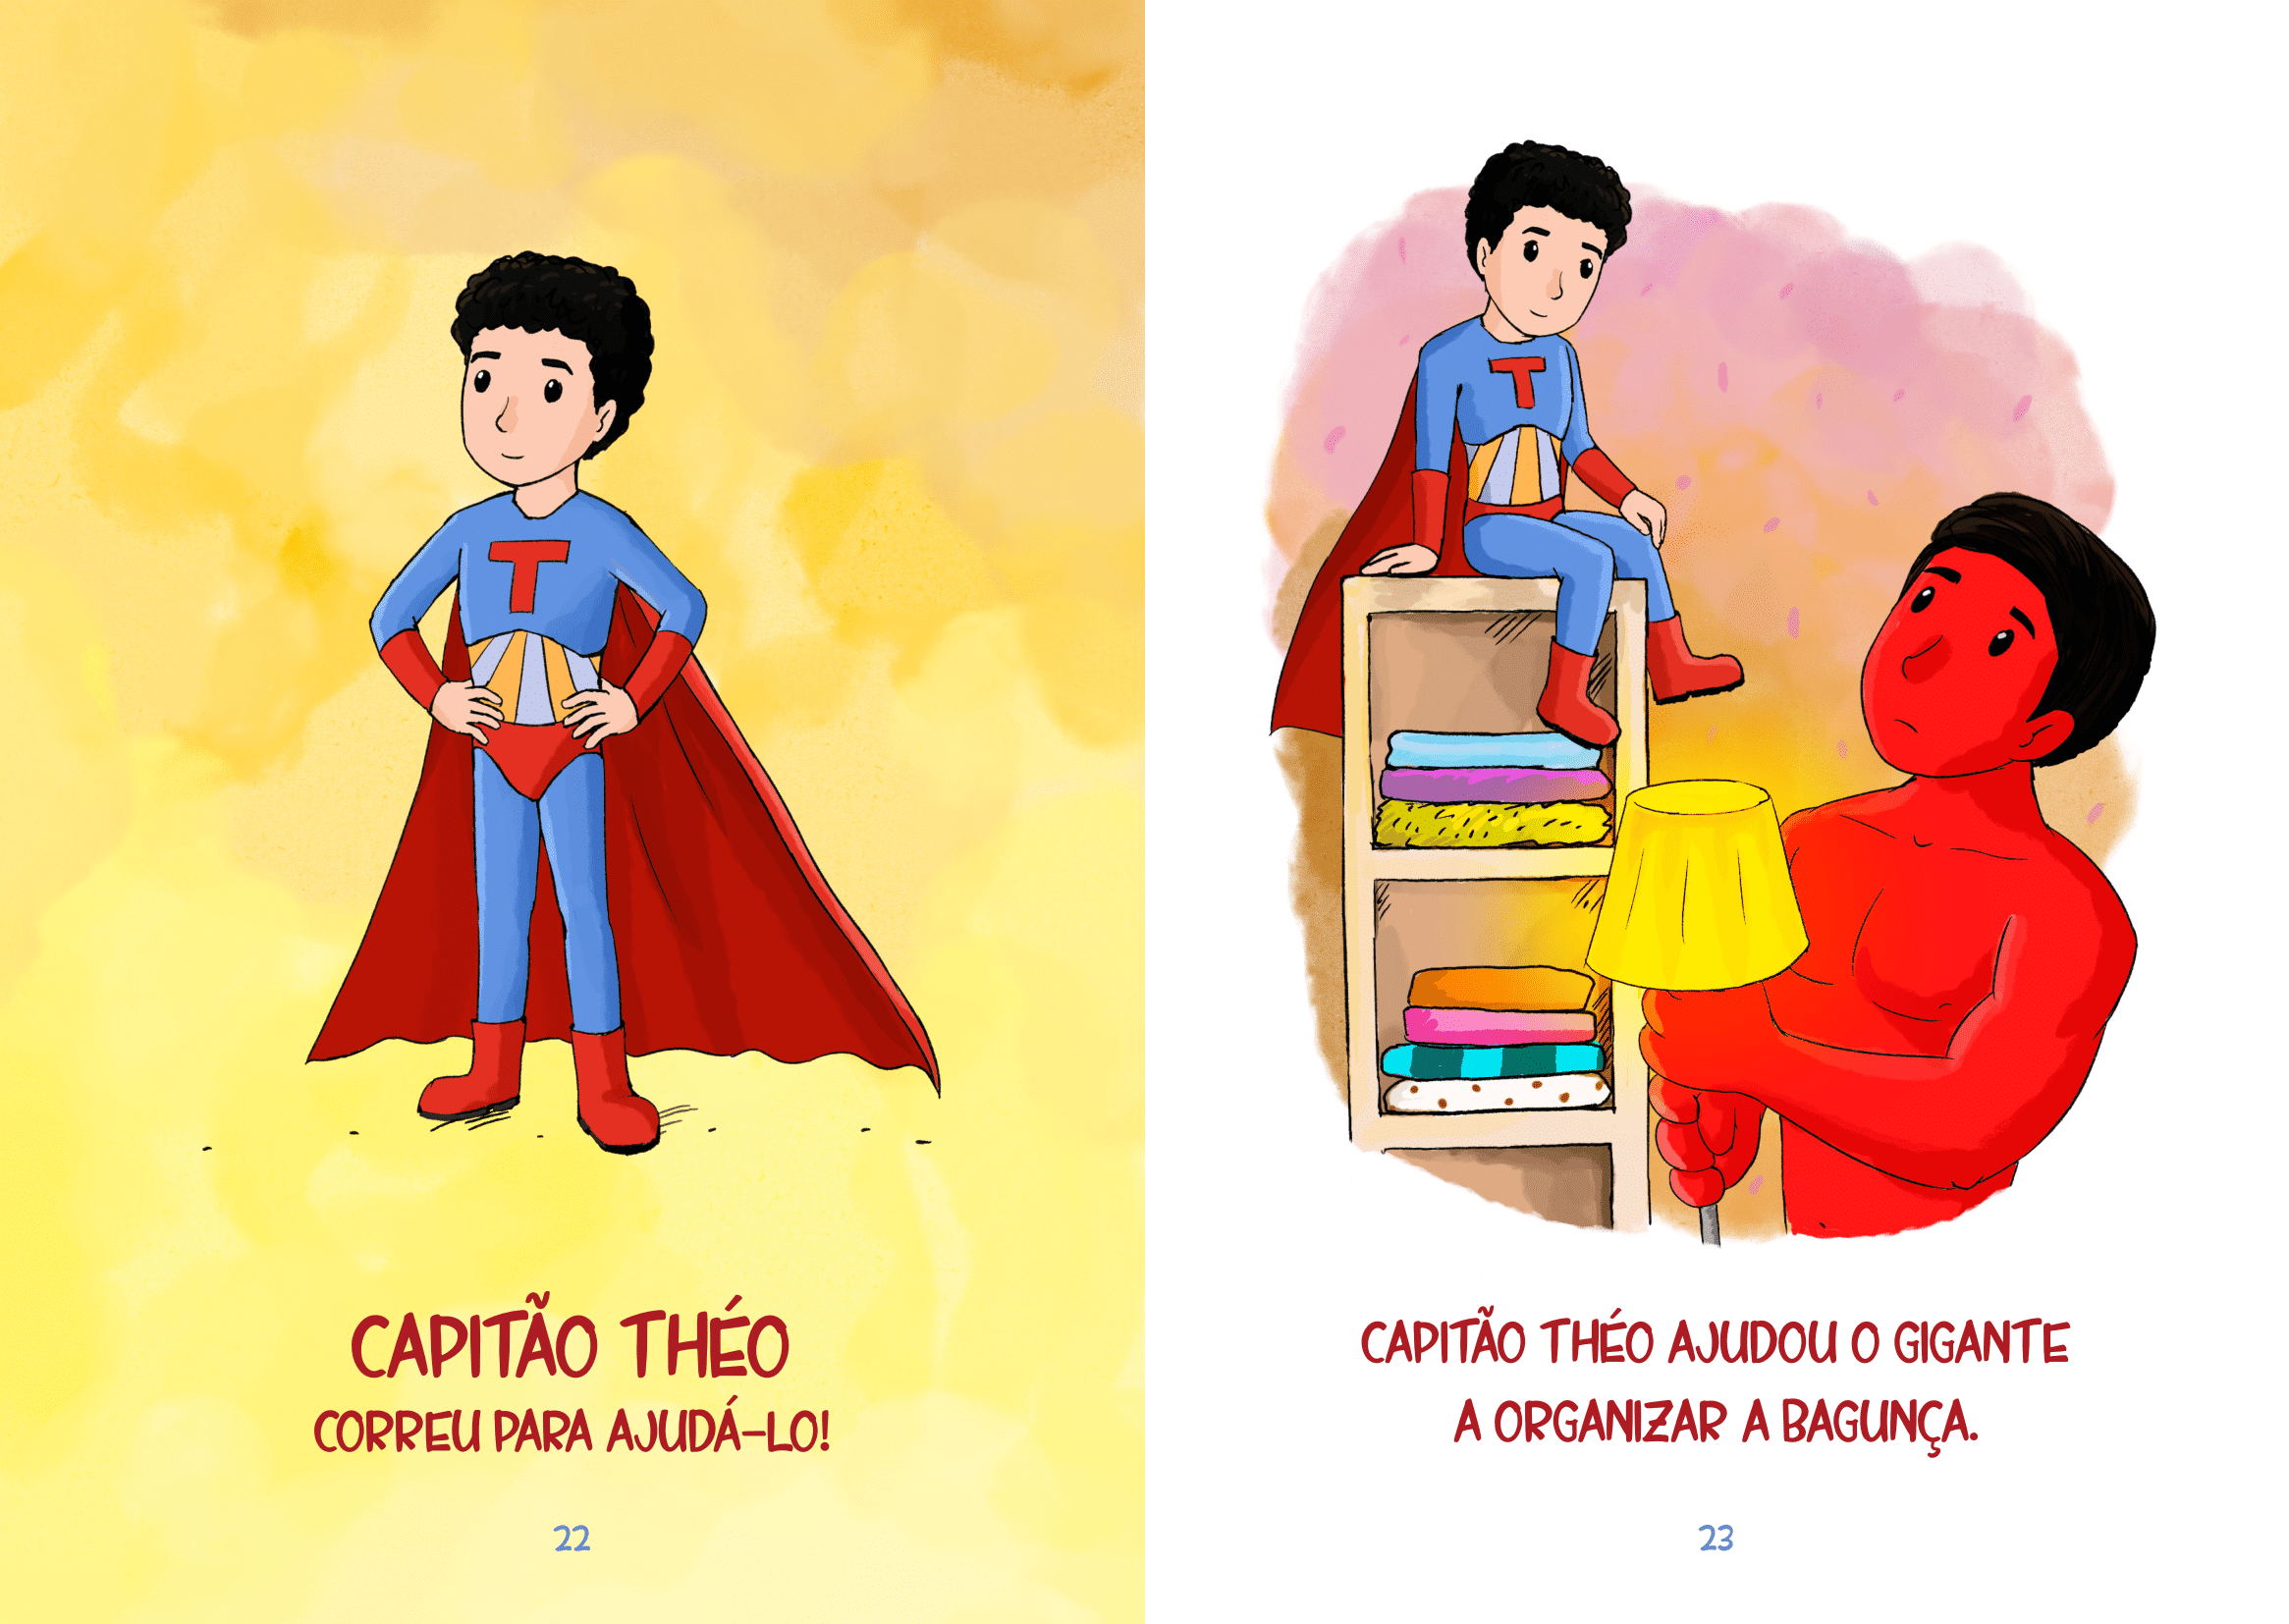 T
CAPITÃO THÉO
CORREU PARA AJUDÁ-LO!
22
T
CAPITÃO THÉO AJUDOU O GIGANTE
A ORGANIZAR A BAGUNÇA.
23